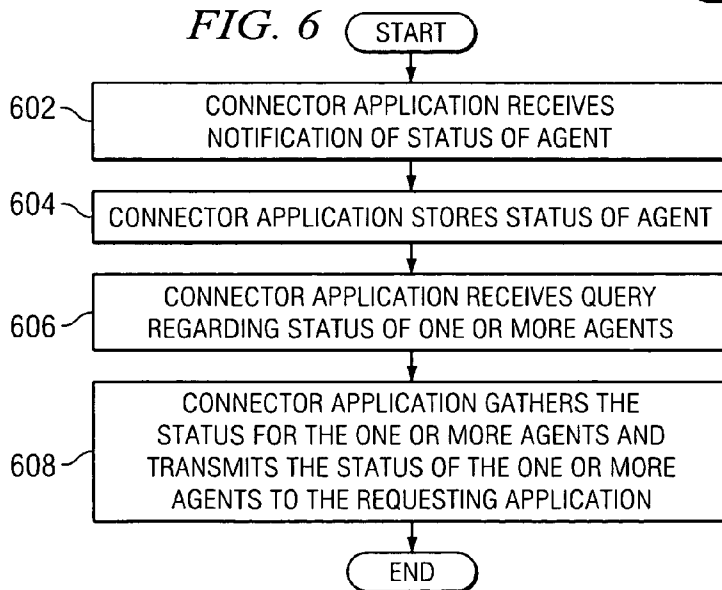 FIG. 6
START
602
CONNECTOR APPLICATION RECEIVES
NOTIFICATION OF STATUS OF AGENT
604
CONNECTOR APPLICATION STORES STATUS OF AGENT
606
CONNECTOR APPLICATION RECEIVES QUERY
REGARDING STATUS OF ONE OR MORE AGENTS
608
CONNECTOR APPLICATION GATHERS THE
STATUS FOR THE ONE OR MORE AGENTS AND
TRANSMITS THE STATUS OF THE ONE OR MORE
AGENTS TO THE REQUESTING APPLICATION
END